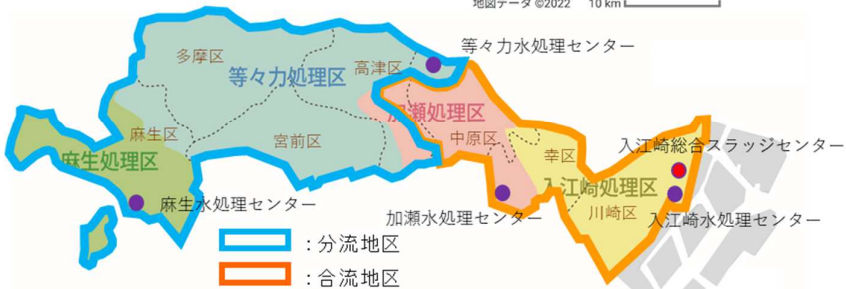 地図データ ©2022 10 km
等々力水処理センター
多摩区
高津区
等々力処理区
加瀬処理区
入江崎総合スラッジセンター
麻生区
宮前区
中原区
幸区
麻生処理区
入江崎処理区
麻生水処理センター
加瀬水処理センター
川崎区
入江崎水処理センター
：分流地区
：合流地区